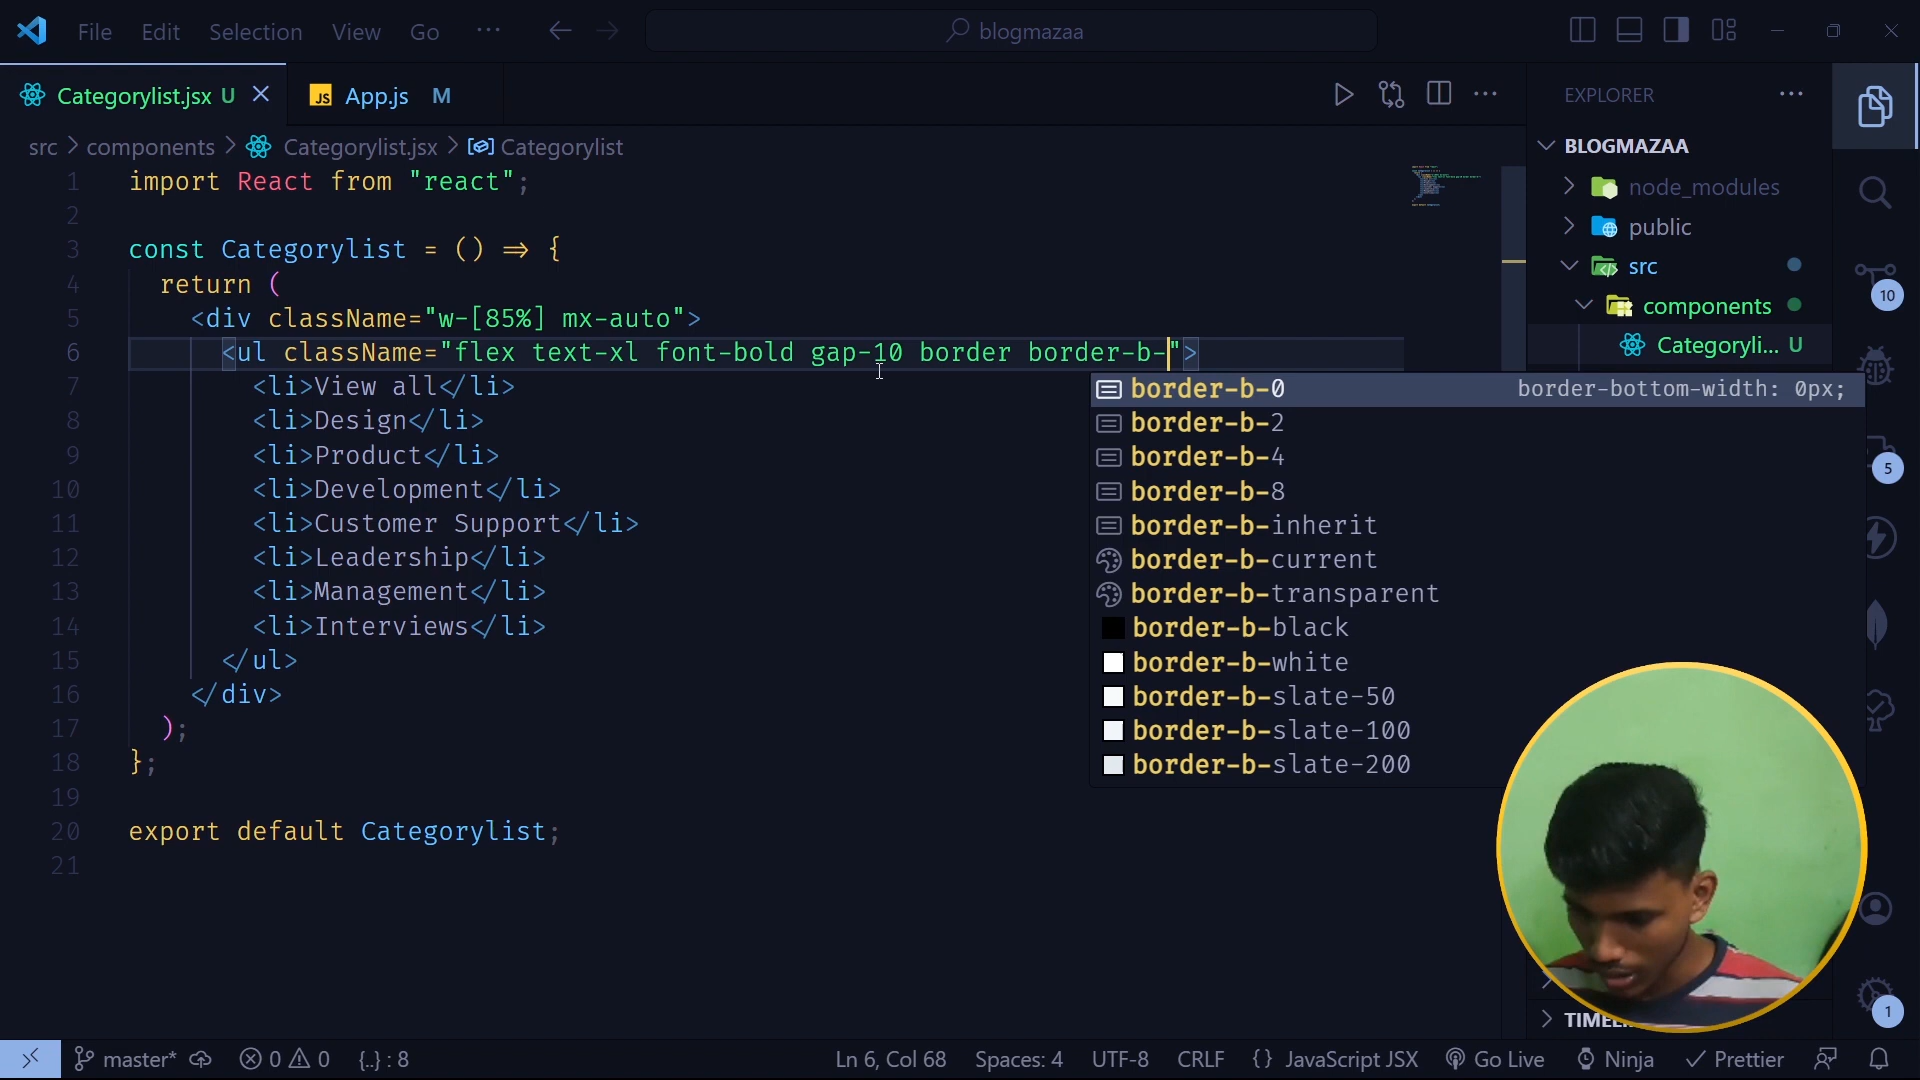 File Edit Selection View Go ··· blogmazaa
Categorylist.jsx U
JS App.js M
src > components > Categorylist.jsx > Categorylist
1 import React from "react";
2
3 const Categorylist = () => {
4 return (
5 <div className="w-[85%] mx-auto">
6 <ul className="flex text-xl font-bold gap-10 border border-b-">
7 <li>View all</li>
8 <li>Design</li>
9 <li>Product</li>
10 <li>Development</li>
11 <li>Customer Support</li>
12 <li>Leadership</li>
13 <li>Management</li>
14 <li>Interviews</li>
15 </ul>
16 </div>
17 );
18 };
19
20 export default Categorylist;
21
border-b-0 border-bottom-width: 0px;
border-b-2
border-b-4
border-b-8
border-b-inherit
border-b-current
border-b-transparent
border-b-black
border-b-white
border-b-slate-50
border-b-slate-100
border-b-slate-200
EXPLORER ···
BLOGMAZAA
node_modules
public
src
components
Categoryli... U
10
5
1
master* 0 0 {..} : 8 Ln 6, Col 68 Spaces: 4 UTF-8 CRLF {} JavaScript JSX Go Live Ninja Prettier